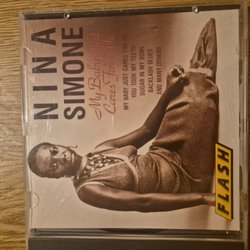 NINA
SIMONE
My Baby Just
Cares For Me
MY BABY JUST CARES FOR ME
YOU TOOK MY TEETH
SUGAR IN MY BOWL
BACKLASH BLUES
AND MANY OTHERS
FLASH